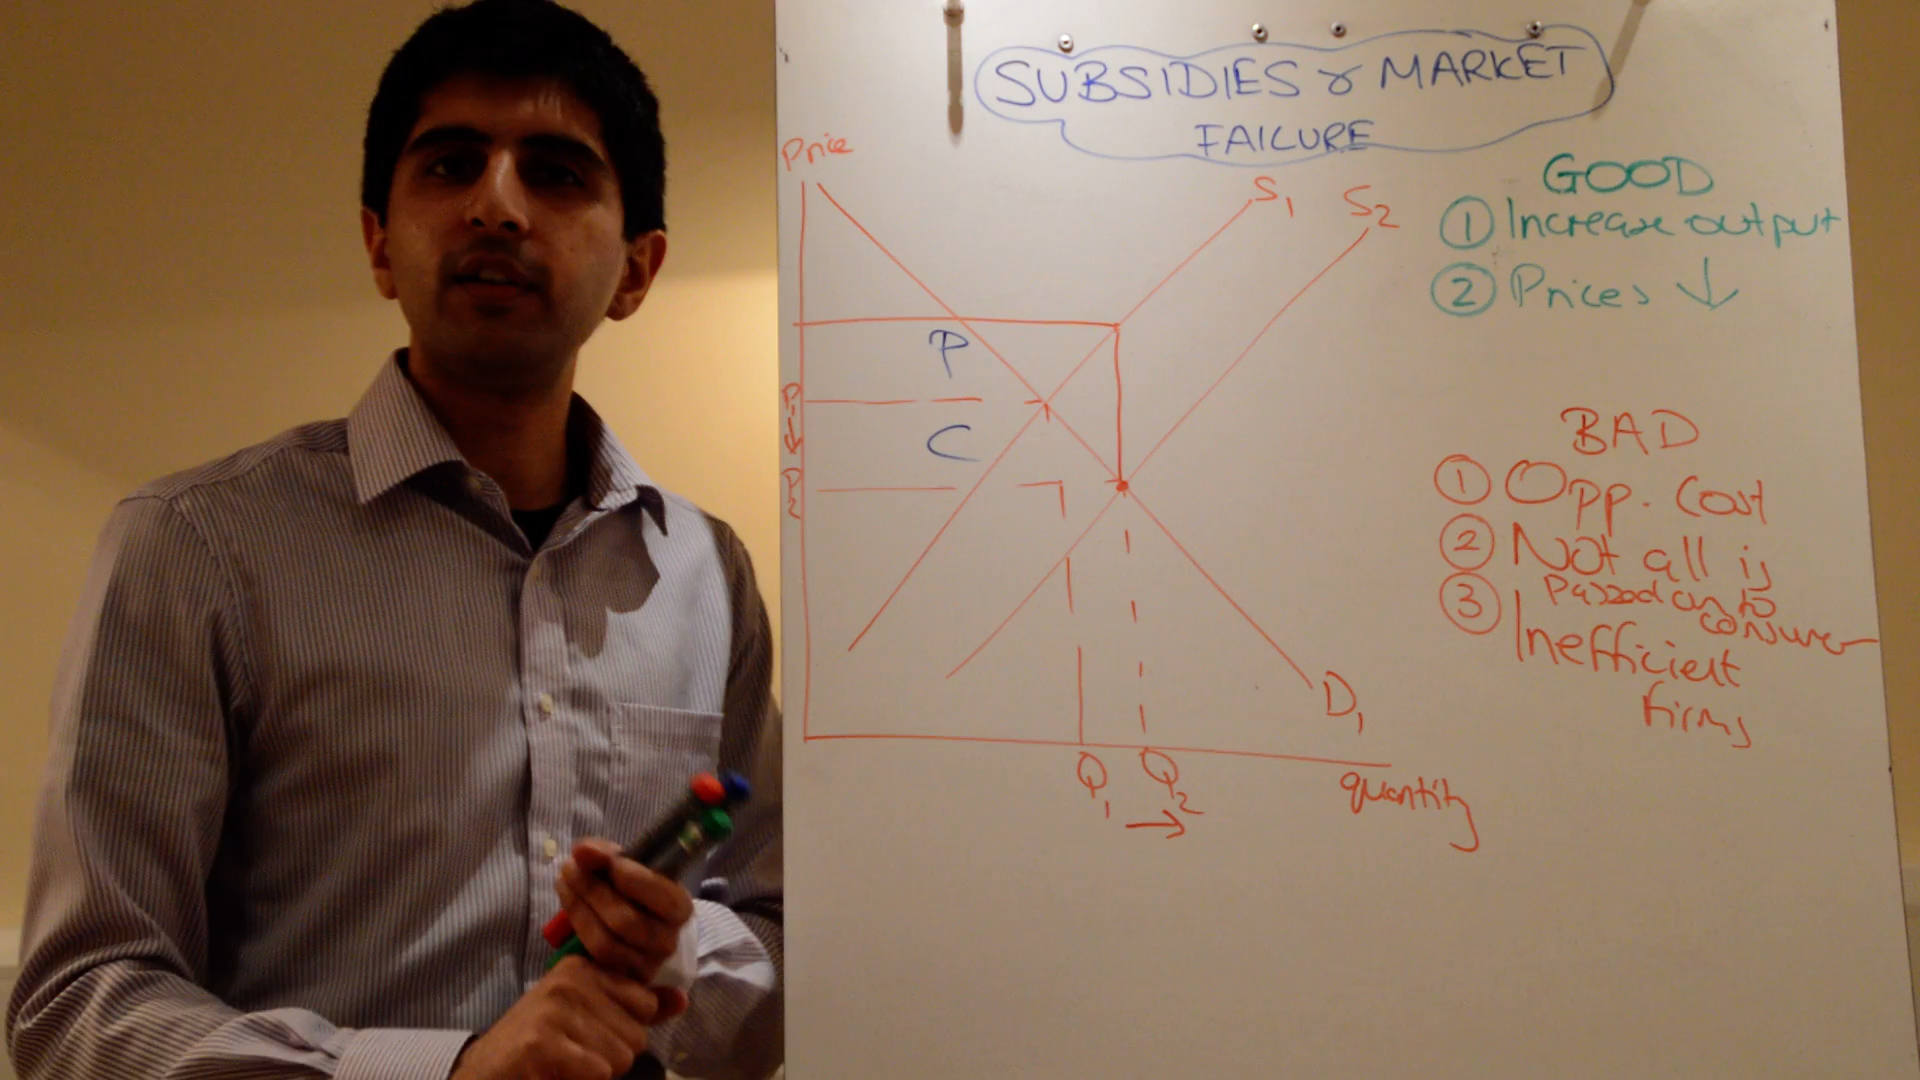 SUBSIDIES & MARKET
FAILURE
Price
S1
S2
P
P1
C
P2
D1
Q1
Q2
quantity
GOOD
① Increase output
② Prices ↓
BAD
① Opp. Cost
② Not all is
Passed on to
consumer
③ Inefficient
firms